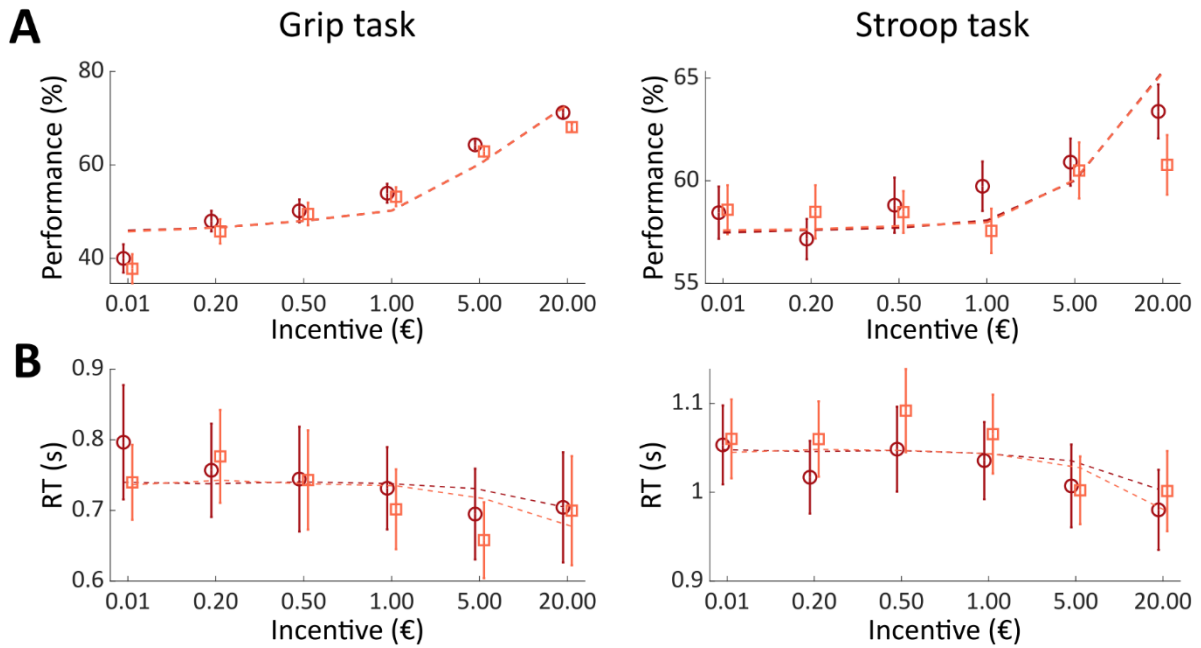 A
Grip task
Stroop task
Performance (%)
80
60
40
0.01 0.20 0.50 1.00 5.00 20.00
Incentive (€)
Performance (%)
65
60
55
0.01 0.20 0.50 1.00 5.00 20.00
Incentive (€)
B
RT (s)
0.9
0.8
0.7
0.6
0.01 0.20 0.50 1.00 5.00 20.00
Incentive (€)
RT (s)
1.1
1
0.9
0.01 0.20 0.50 1.00 5.00 20.00
Incentive (€)